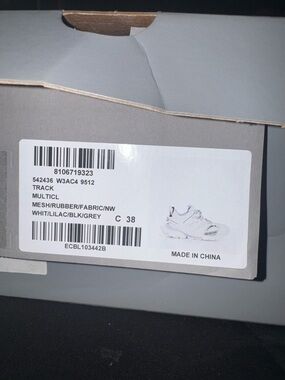 8106719323
542436 W3AC4 9512
TRACK
MULTICL
MESH/RUBBER/FABRIC/NW
WHIT/LILAC/BLK/GREY C 38
ECBL103442B
MADE IN CHINA